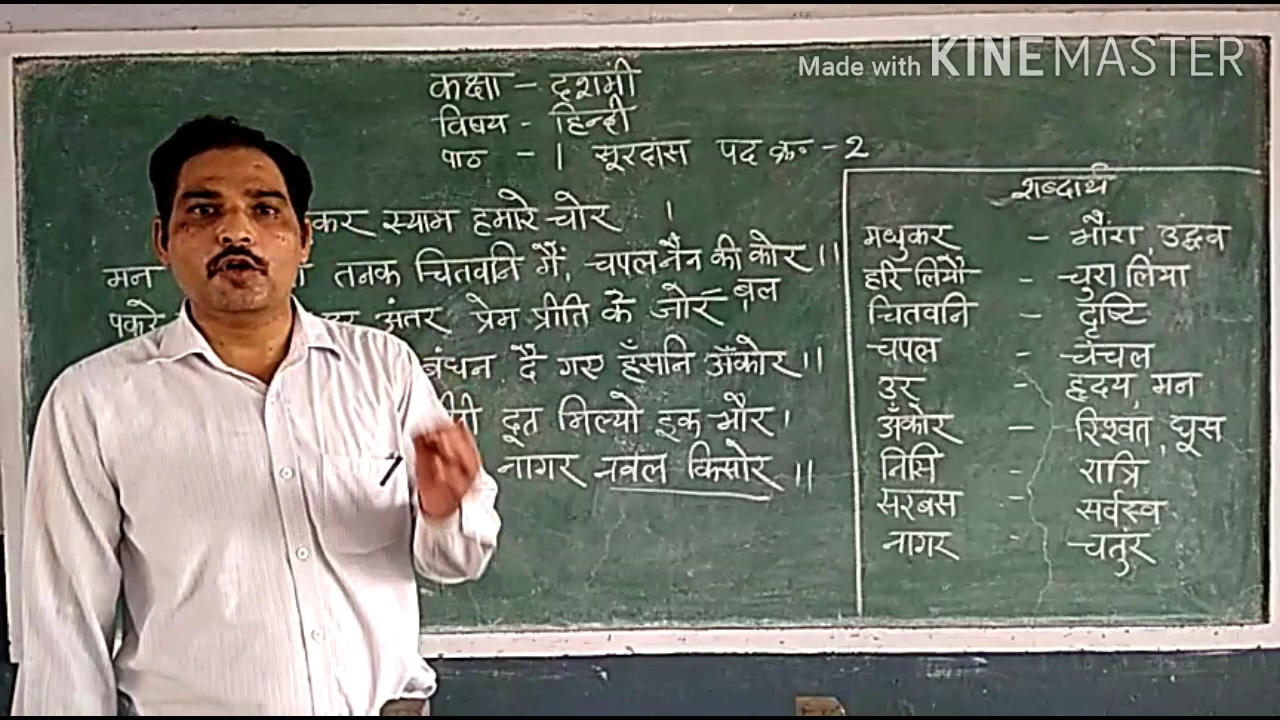 Made with KINEMASTER
कक्षा - दशमी
विषय - हिन्दी
पाठ - 1 सूरदास पद क्र॰ - 2
कर स्याम हमारे चोर ।
मन तनक चितवनि मैं, चपल नैन की कोर ।।
पकरे उर अंतर, प्रेम प्रीति के जोर बल
बंधन दै गए हँसनि अँकोर ।।
दूत मिल्यो इक भौर ।
नागर नवल किसोर ।।
शब्दार्थ
मधुकर - भौंरा, उद्धव
हरि लियौ - चुरा लिया
चितवनि - दृष्टि
चपल - चंचल
उर - हृदय, मन
अँकोर - रिश्वत, घूस
निसि - रात्रि
सरबस - सर्वस्व
नागर - चतुर